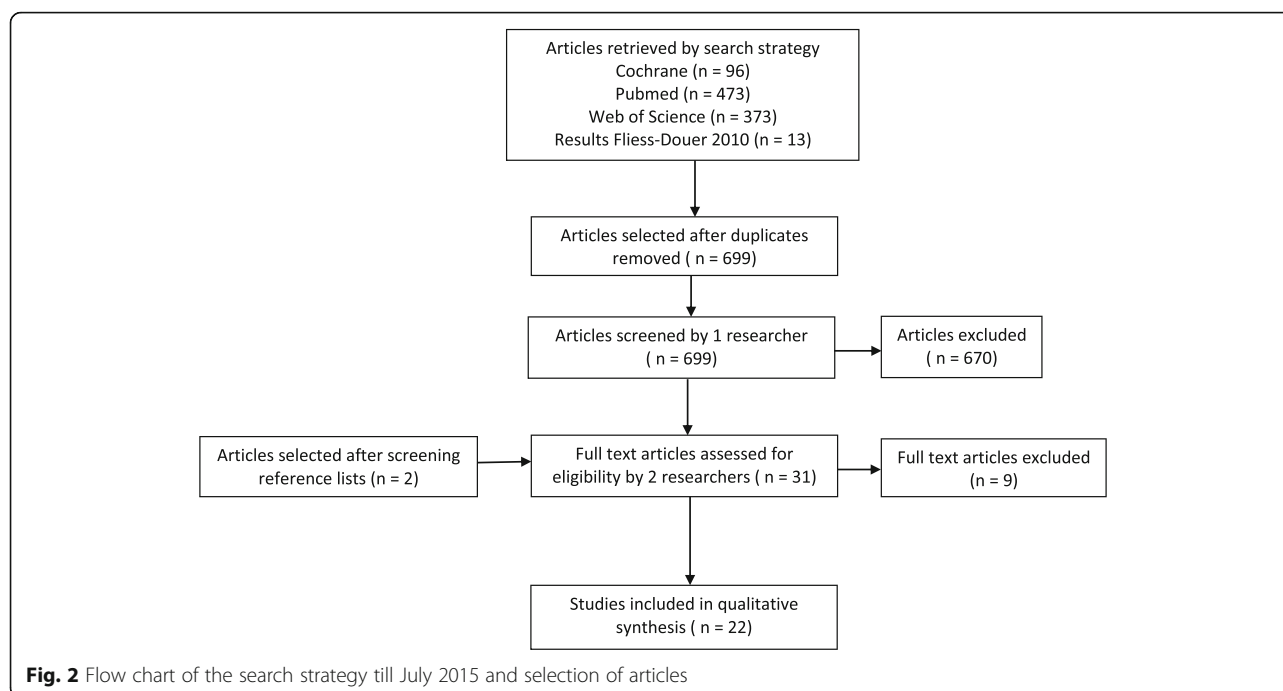 Articles retrieved by search strategy
Cochrane (n = 96)
Pubmed (n = 473)
Web of Science (n = 373)
Results Fliess-Douer 2010 (n = 13)
Articles selected after duplicates
removed ( n = 699)
Articles screened by 1 researcher
( n = 699)
Articles excluded
( n = 670)
Articles selected after screening
reference lists (n = 2)
Full text articles assessed for
eligibility by 2 researchers ( n = 31)
Full text articles excluded
(n = 9)
Studies included in qualitative
synthesis ( n = 22)
Fig. 2 Flow chart of the search strategy till July 2015 and selection of articles